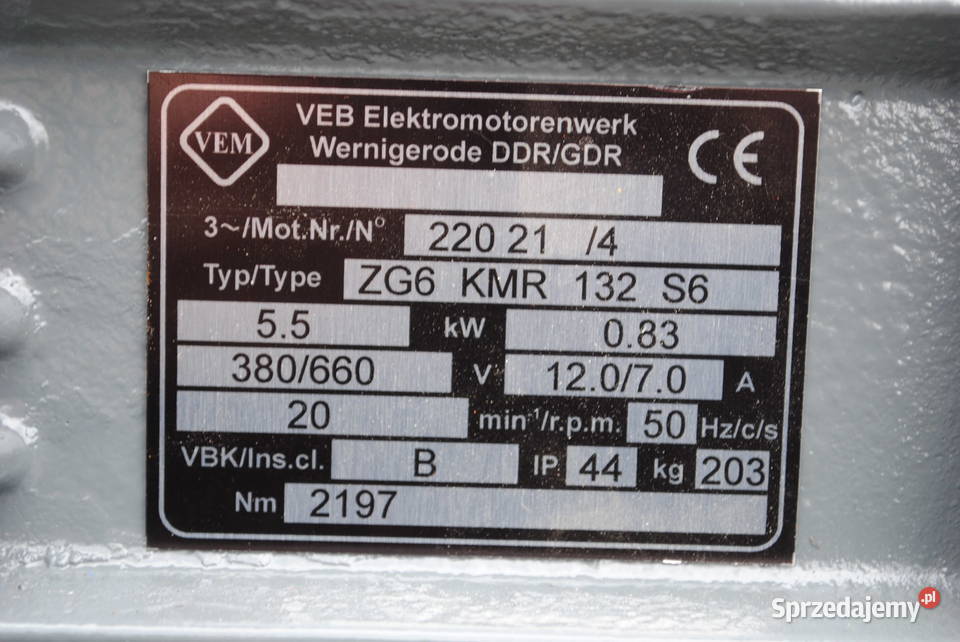 VEM
VEB Elektromotorenwerk
Wernigerode DDR/GDR
CE
3~/Mot.Nr./N° 220 21 /4
Typ/Type ZG6 KMR 132 S6
5.5 kW 0.83
380/660 V 12.0/7.0 A
20 min⁻¹/r.p.m. 50 Hz/c/s
VBK/Ins.cl. B IP 44 kg 203
Nm 2197
Sprzedajemy.pl